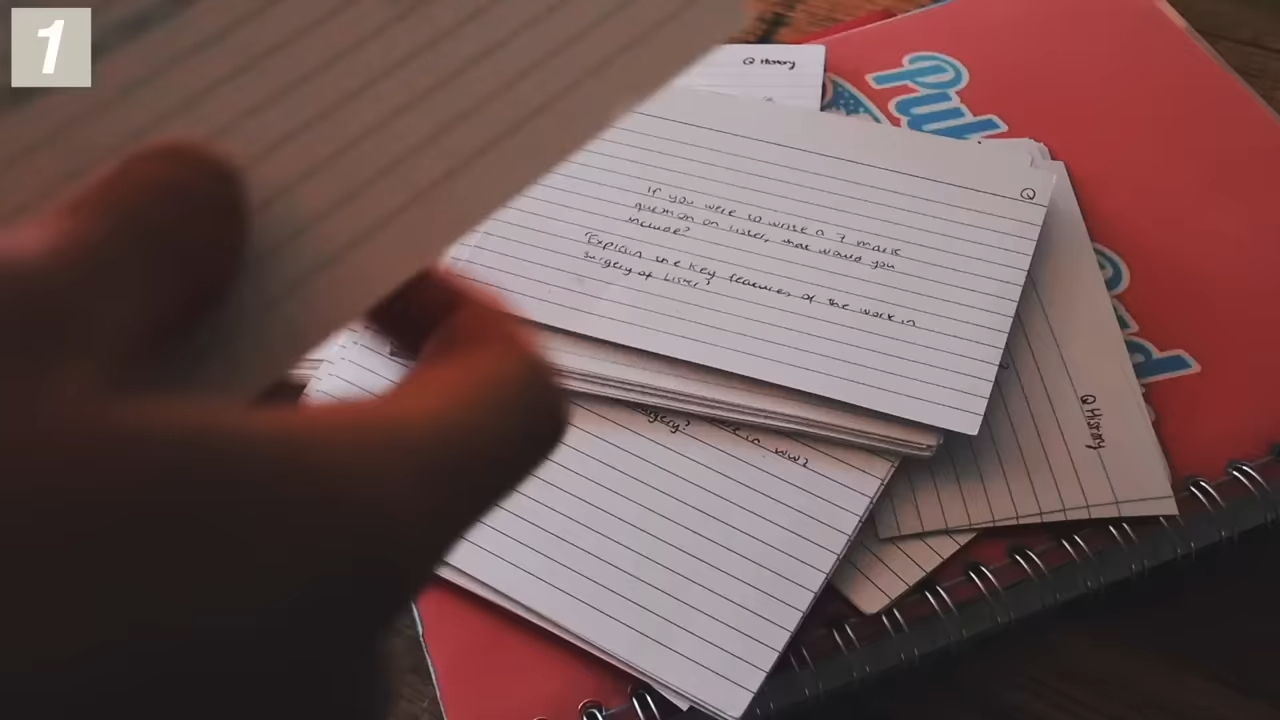 1
Q History
Puk
Q
If you were to write a 7 mark
question on Lister, what would you
include?
"Explain the key features of the work in
surgery of Lister"
Q History
surgery?
in WW2